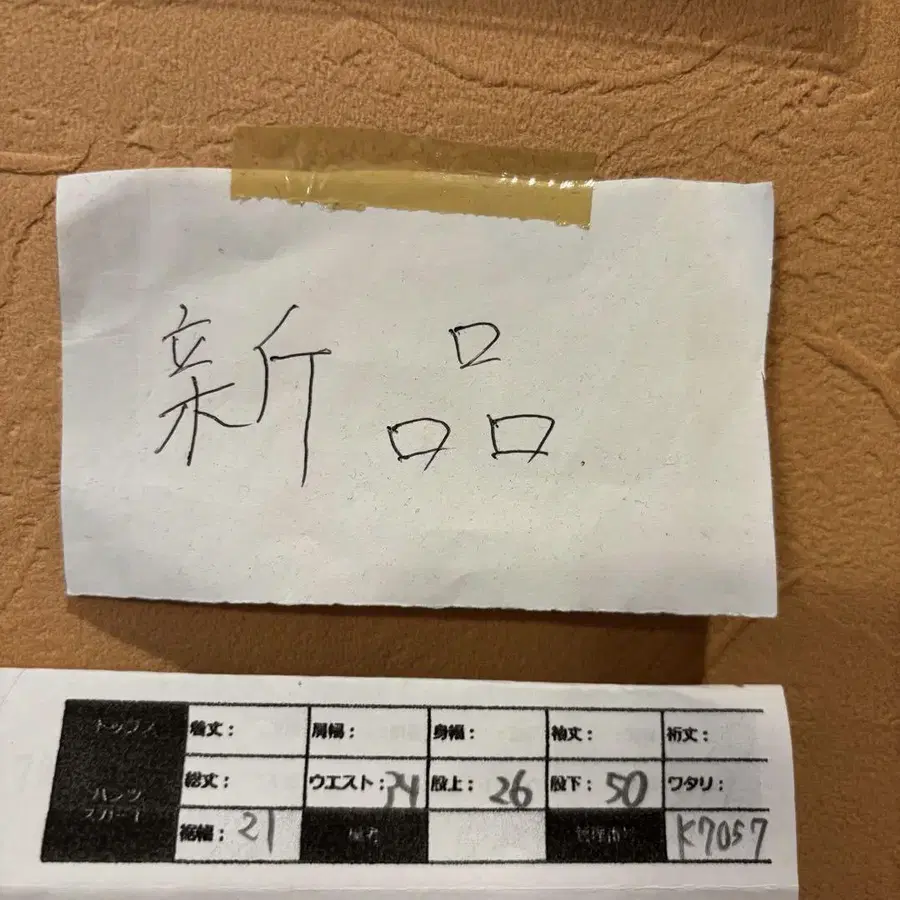 新品
トップス 着丈: 肩幅: 身幅: 袖丈: 裄丈:
パンツ スカート 総丈: ウエスト:34 股上:26 股下:50 ワタリ:
裾幅:21 備考 管理番号 K7057